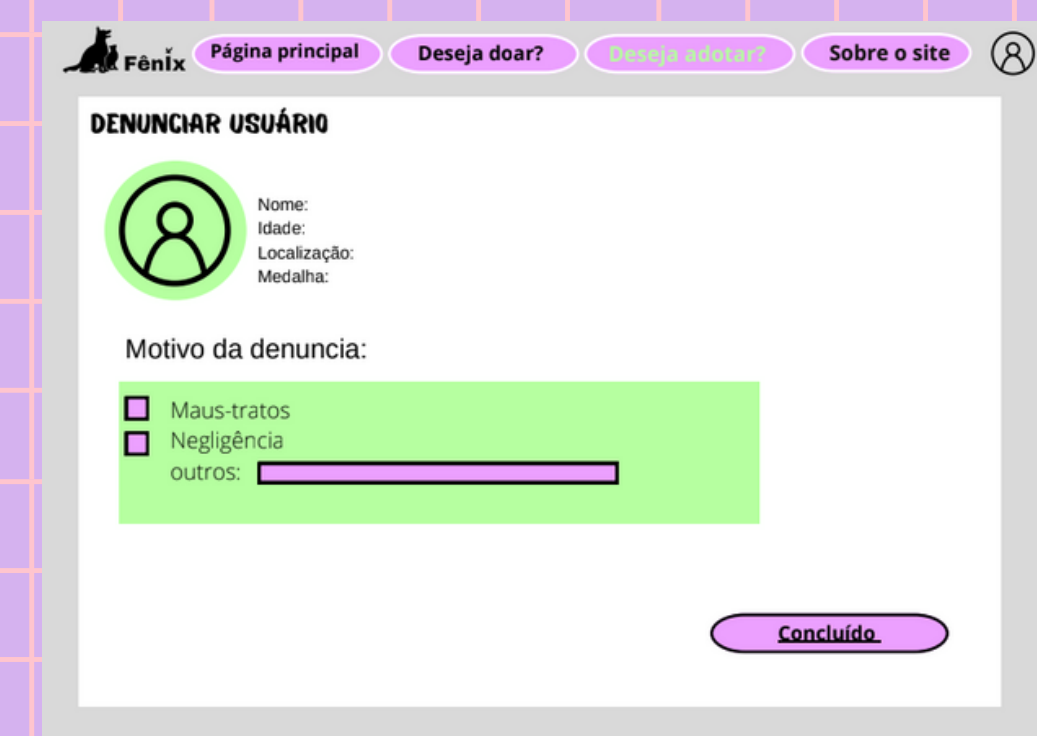 Fênix
Página principal
Deseja doar?
Deseja adotar?
Sobre o site
DENUNCIAR USUÁRIO
Nome:
Idade:
Localização:
Medalha:
Motivo da denuncia:
Maus-tratos
Negligência
outros:
Concluído